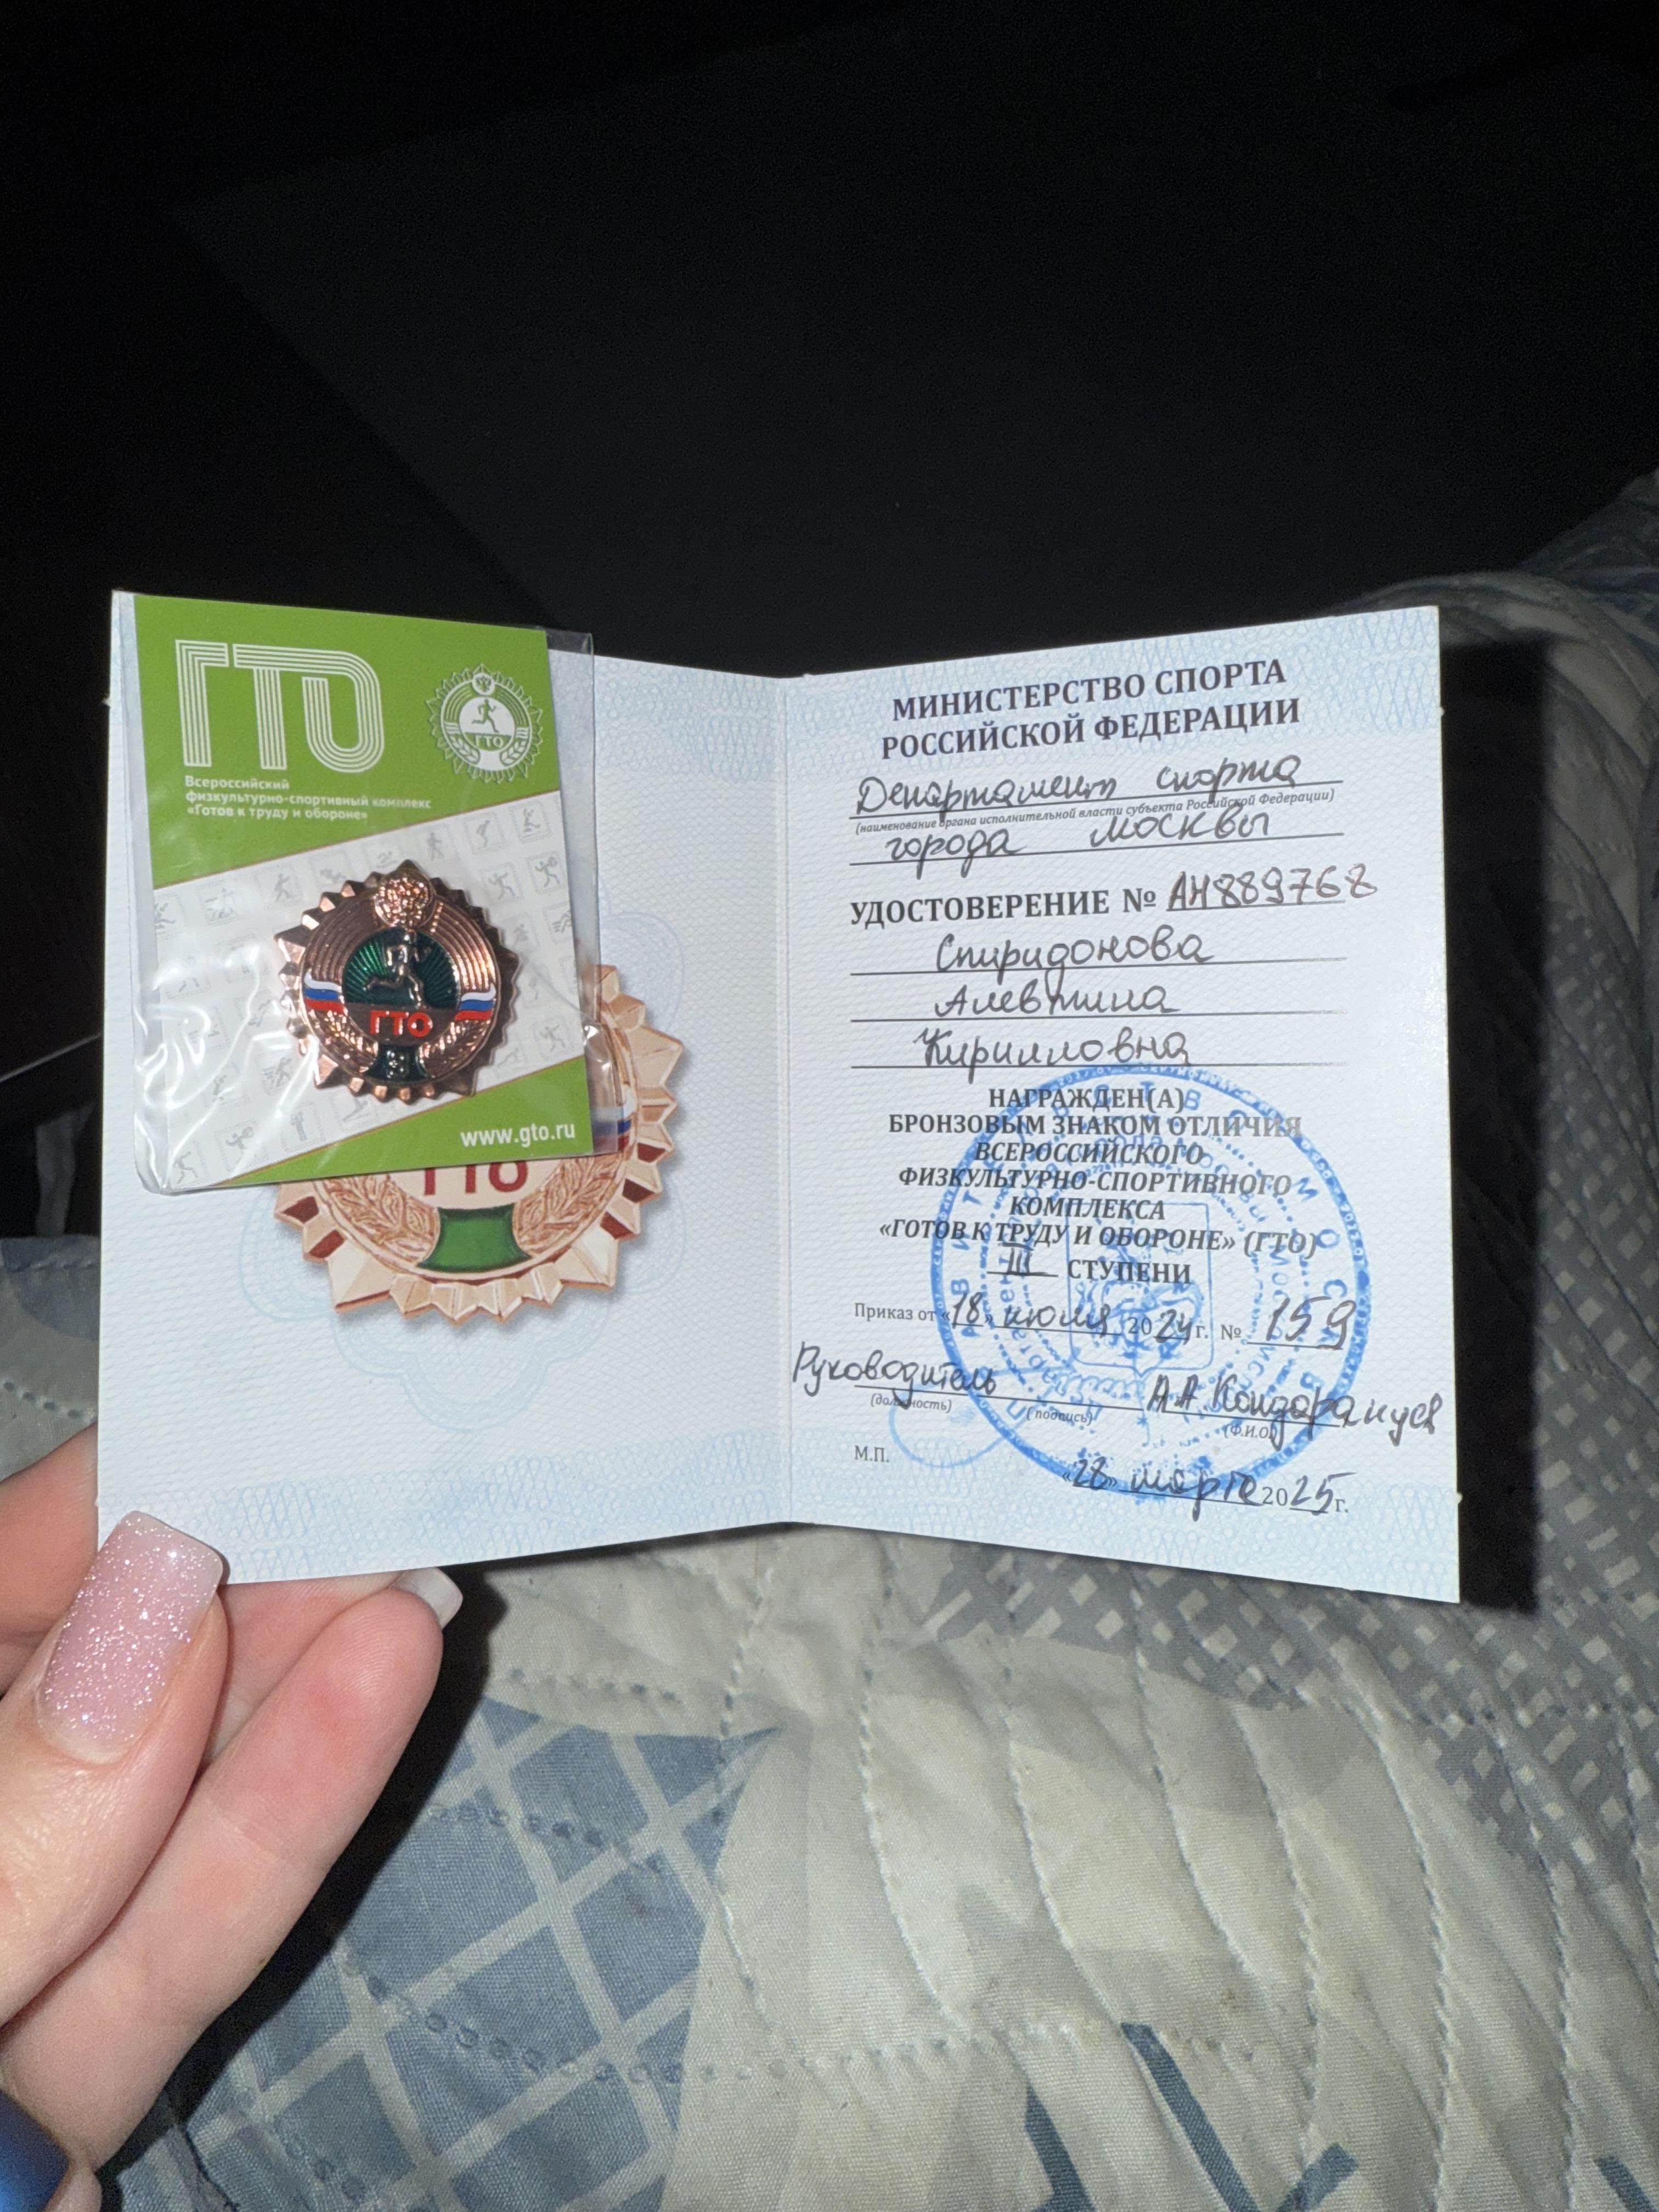 ГТО
Всероссийский
физкультурно-спортивный комплекс
«Готов к труду и обороне»
ГТО
ГТО
www.gto.ru
ГТО
МИНИСТЕРСТВО СПОРТА
РОССИЙСКОЙ ФЕДЕРАЦИИ
Департамент спорта
(наименование органа исполнительной власти субъекта Российской Федерации)
города Москвы
УДОСТОВЕРЕНИЕ № АН889768
Спиридонова
Алевтина
Кирилловна
НАГРАЖДЕН(А)
БРОНЗОВЫМ ЗНАКОМ ОТЛИЧИЯ
ВСЕРОССИЙСКОГО
ФИЗКУЛЬТУРНО-СПОРТИВНОГО
КОМПЛЕКСА
«ГОТОВ К ТРУДУ И ОБОРОНЕ» (ГТО)
III СТУПЕНИ
Приказ от «18» июля 2024 г. № 159
Руководитель А.А.
(должность) (подпись) (Ф.И.О.)
М.П.
«28» марта 2025 г.